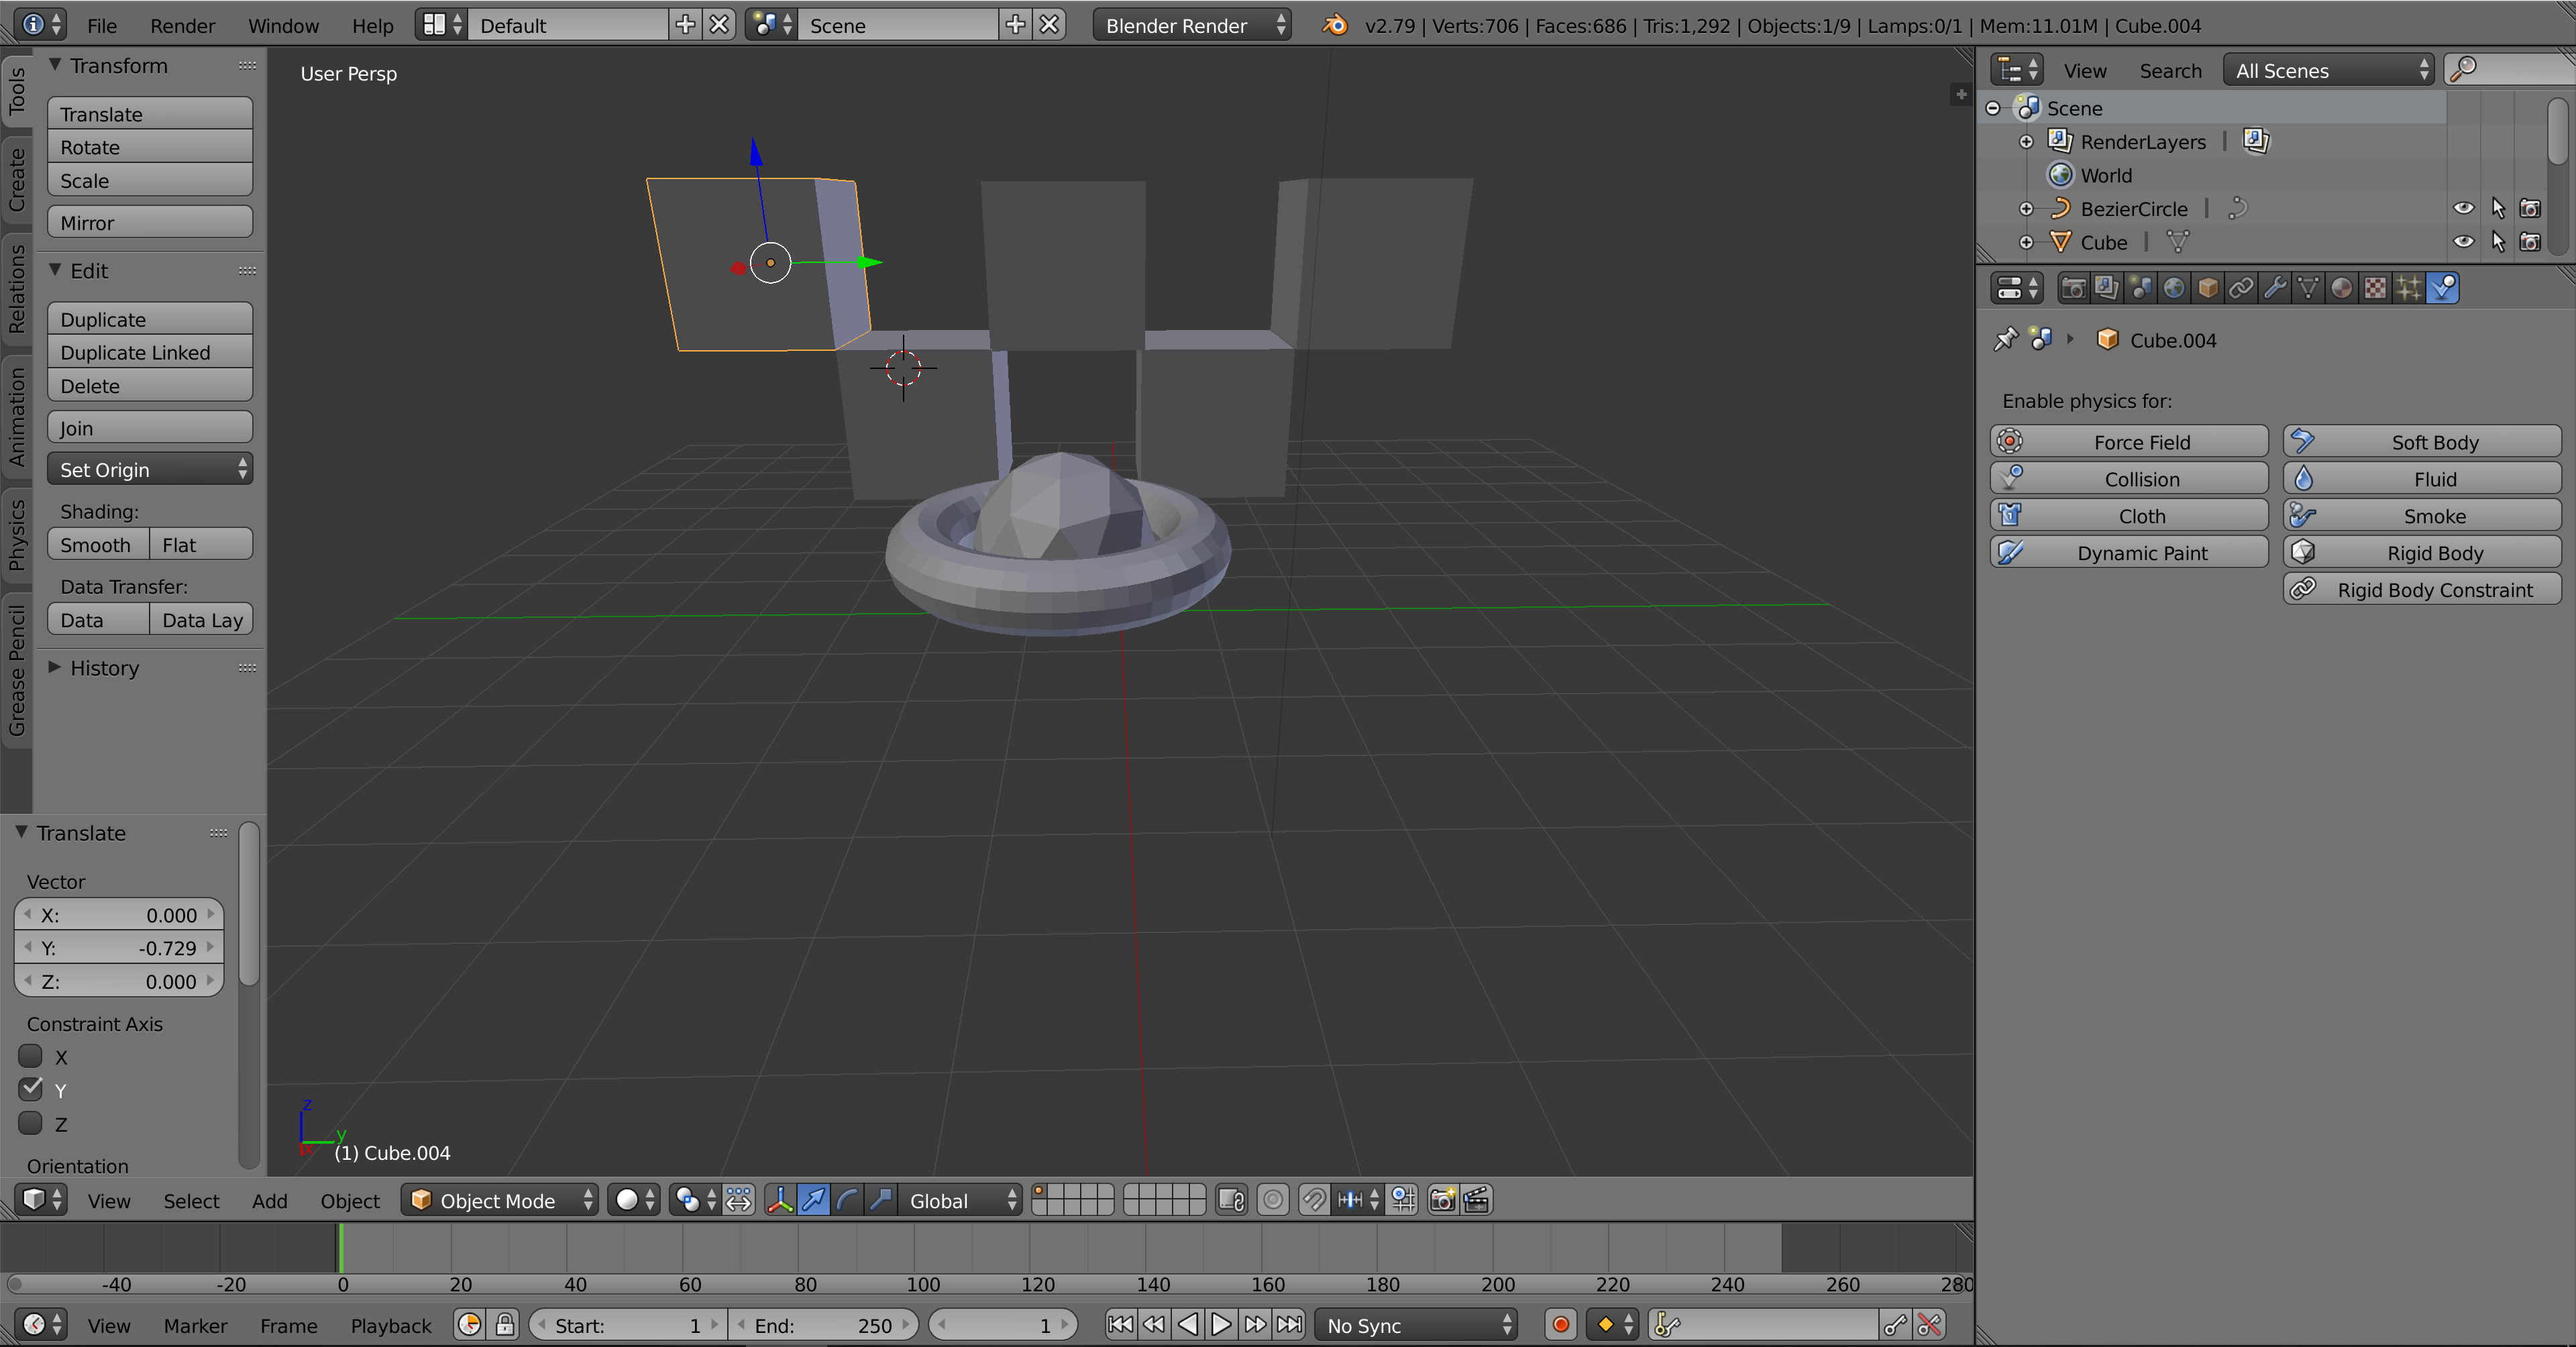 File Render Window Help Default Scene Blender Render v2.79 | Verts:706 | Faces:686 | Tris:1,292 | Objects:1/9 | Lamps:0/1 | Mem:11.01M | Cube.004
Tools
Create
Relations
Animation
Physics
Grease Pencil
Transform
Translate
Rotate
Scale
Mirror
Edit
Duplicate
Duplicate Linked
Delete
Join
Set Origin
Shading:
Smooth Flat
Data Transfer:
Data Data Lay
History
Translate
Vector
X: 0.000
Y: -0.729
Z: 0.000
Constraint Axis
X
Y
Z
Orientation
User Persp
z
y
x
(1) Cube.004
View Select Add Object Object Mode Global
-40 -20 0 20 40 60 80 100 120 140 160 180 200 220 240 260 280
View Marker Frame Playback Start: 1 End: 250 1 No Sync
View Search All Scenes
Scene
RenderLayers |
World
BezierCircle |
Cube |
Cube.004
Enable physics for:
Force Field Soft Body
Collision Fluid
Cloth Smoke
Dynamic Paint Rigid Body
Rigid Body Constraint